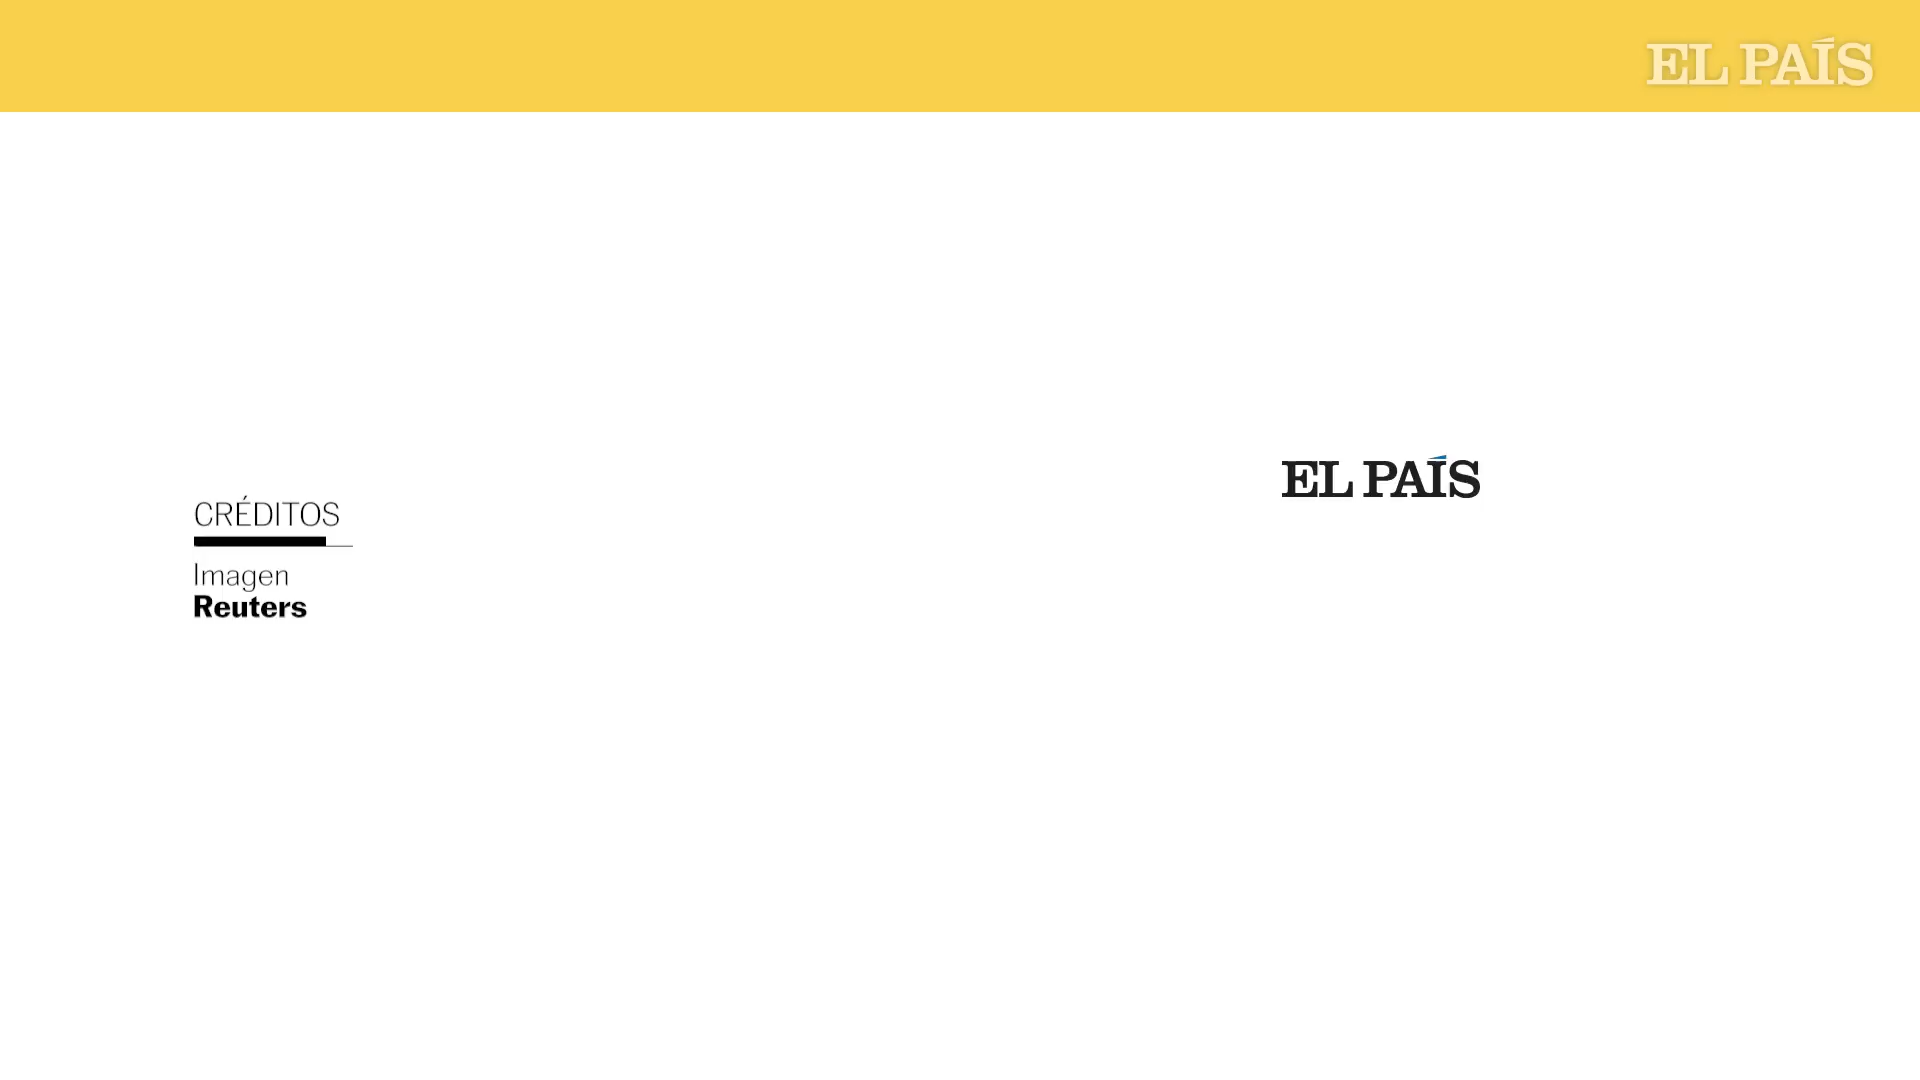 EL PAÍS
EL PAÍS
CRÉDITOS
Imagen
Reuters